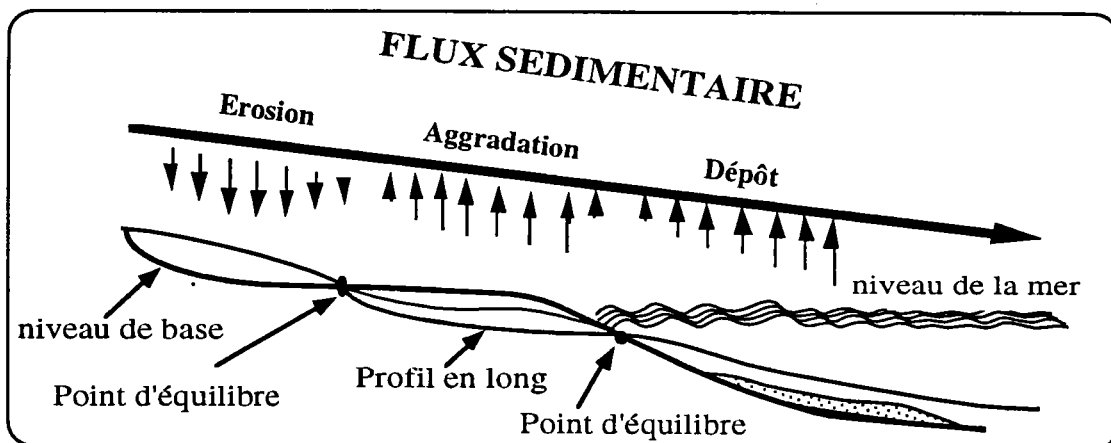 FLUX SEDIMENTAIRE
Erosion
Aggradation
Dépôt
niveau de la mer
niveau de base
Point d'équilibre
Profil en long
Point d'équilibre